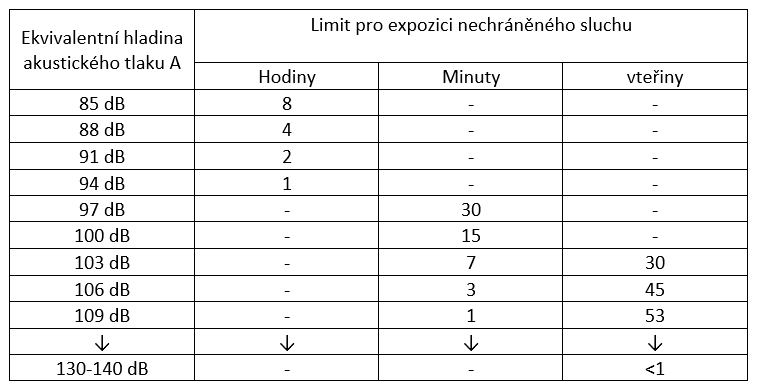 Ekvivalentní hladina akustického tlaku A | Limit pro expozici nechráněného sluchu
Hodiny | Minuty | vteřiny
85 dB | 8 | - | -
88 dB | 4 | - | -
91 dB | 2 | - | -
94 dB | 1 | - | -
97 dB | - | 30 | -
100 dB | - | 15 | -
103 dB | - | 7 | 30
106 dB | - | 3 | 45
109 dB | - | 1 | 53
↓ | ↓ | ↓ | ↓
130-140 dB | - | - | <1